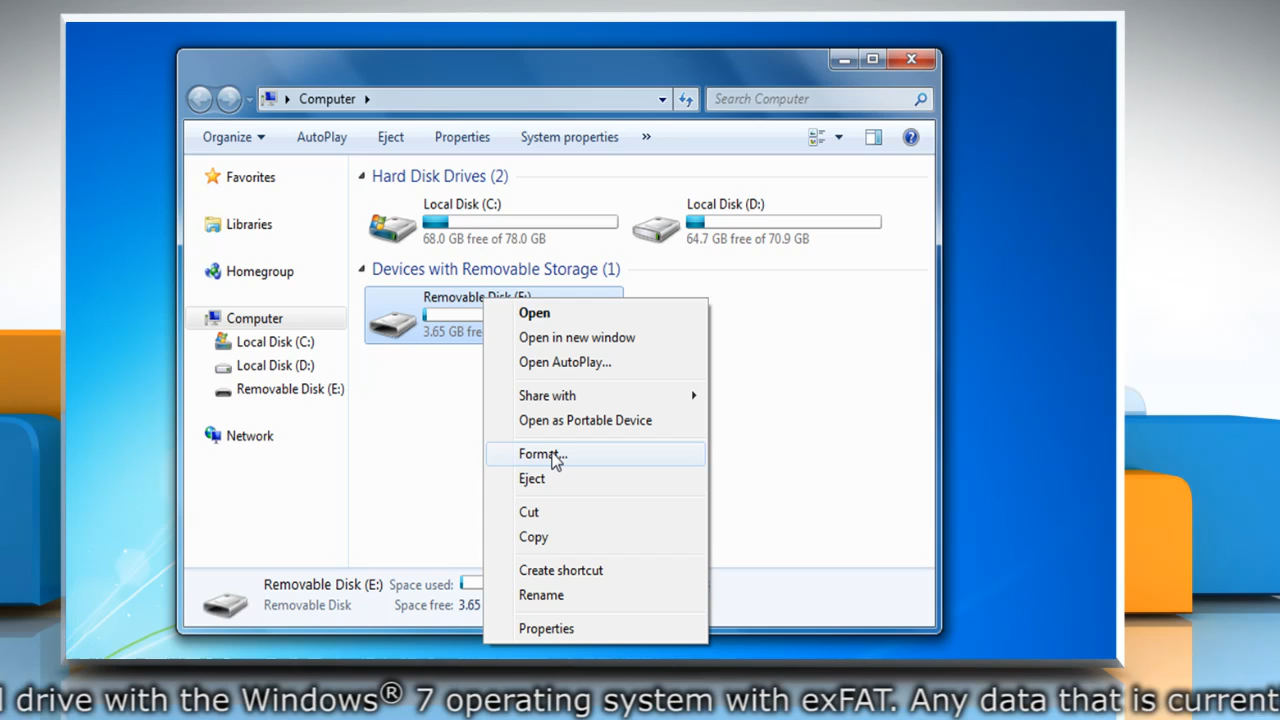 Computer
Search Computer
Organize
AutoPlay
Eject
Properties
System properties
»
Favorites
Libraries
Homegroup
Computer
Local Disk (C:)
Local Disk (D:)
Removable Disk (E:)
Network
Hard Disk Drives (2)
Local Disk (C:)
68.0 GB free of 78.0 GB
Local Disk (D:)
64.7 GB free of 70.9 GB
Devices with Removable Storage (1)
Removable Disk (E:)
3.65 GB fre
Open
Open in new window
Open AutoPlay...
Share with
Open as Portable Device
Format...
Eject
Cut
Copy
Create shortcut
Rename
Properties
Removable Disk (E:) Space used:
Removable Disk Space free: 3.65
drive with the Windows® 7 operating system with exFAT. Any data that is current